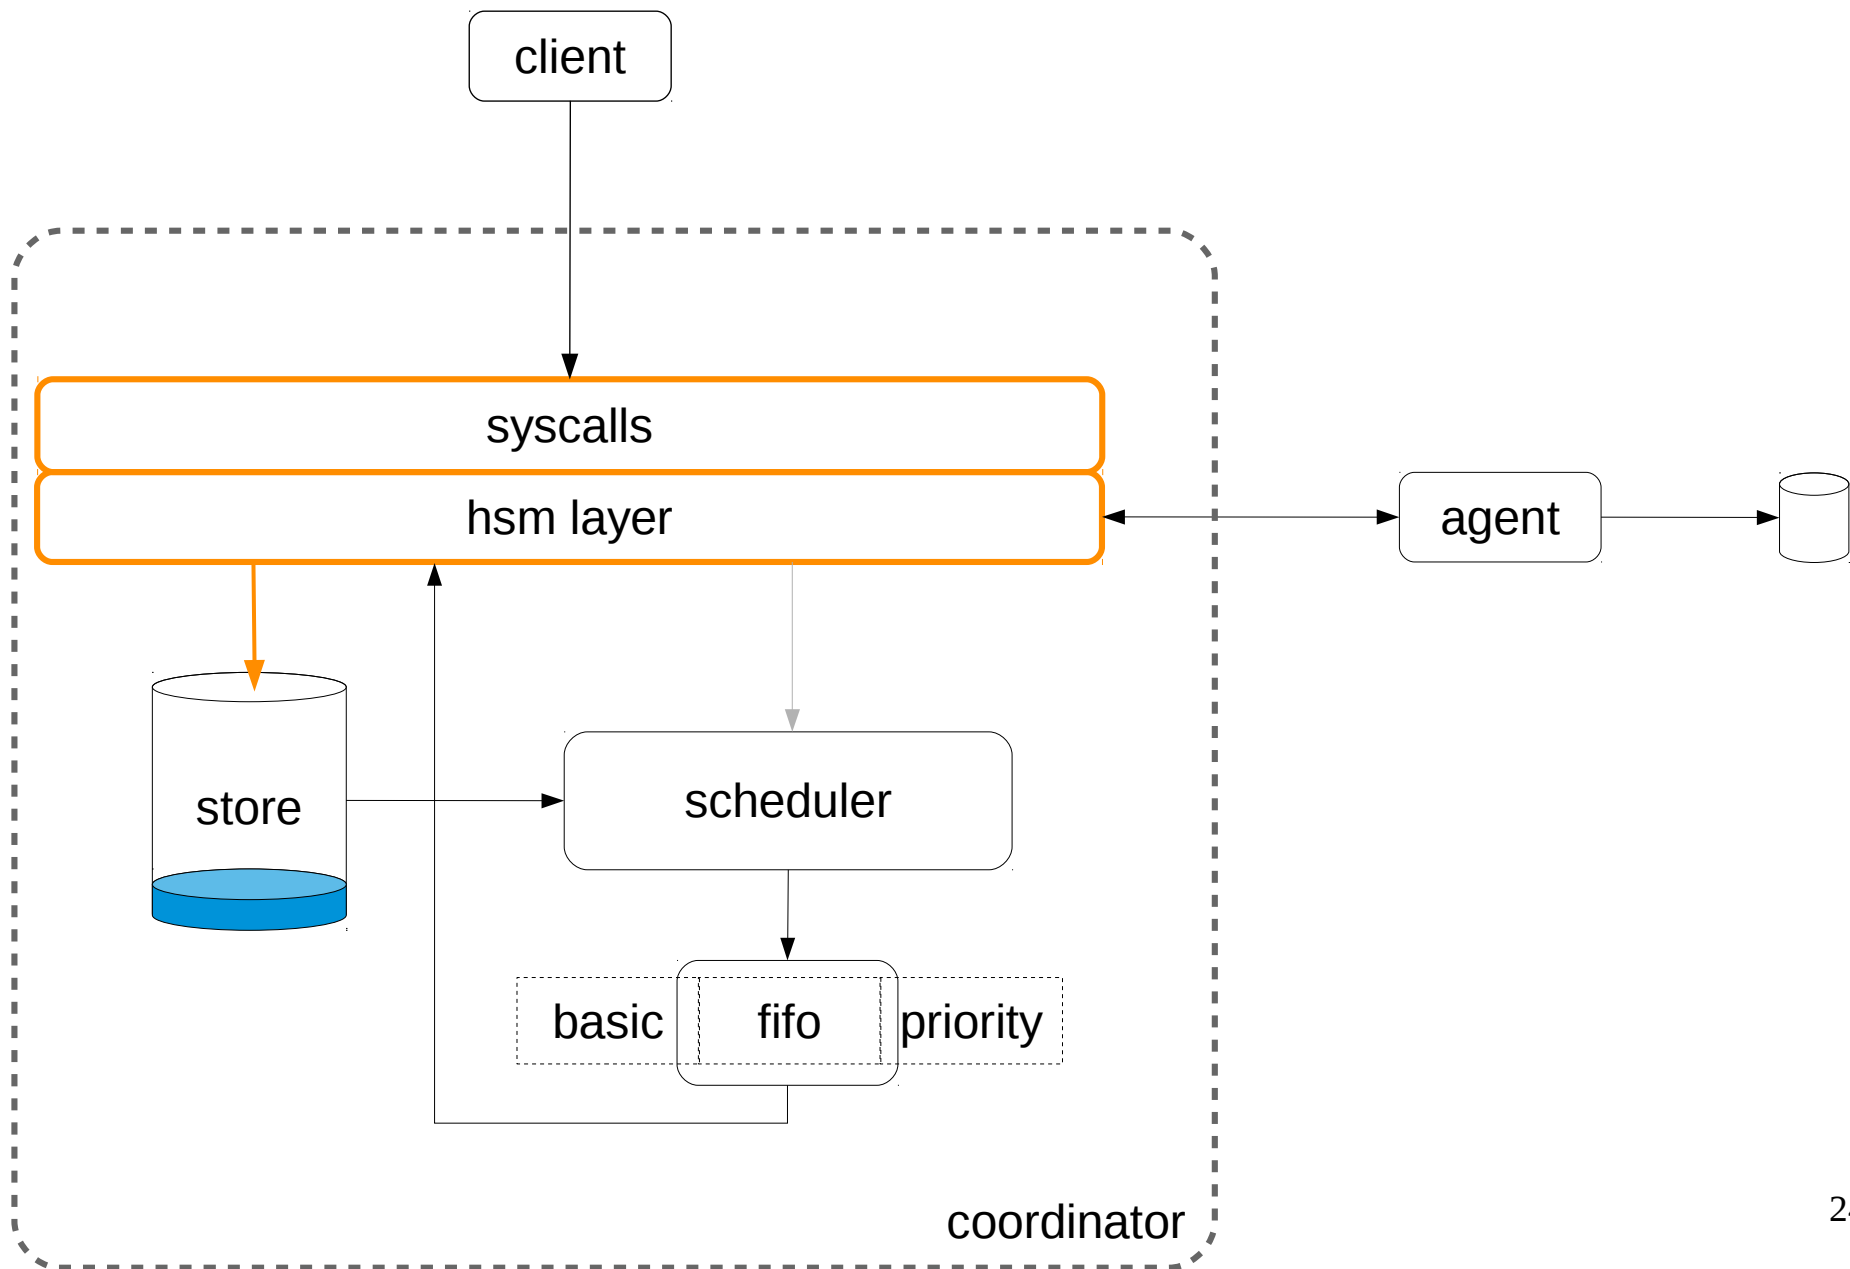 client
syscalls
hsm layer
agent
store
scheduler
basic
fifo
priority
coordinator